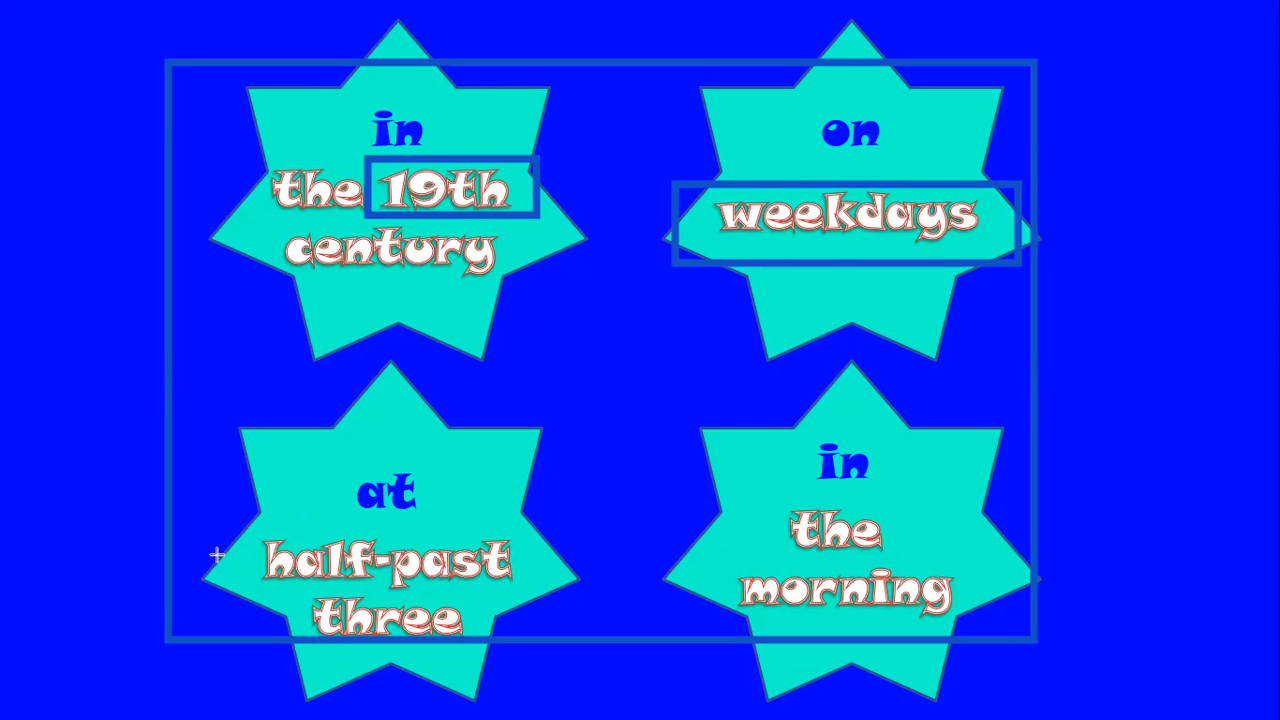 in
the 19th
century
on
weekdays
at
half-past
three
in
the
morning